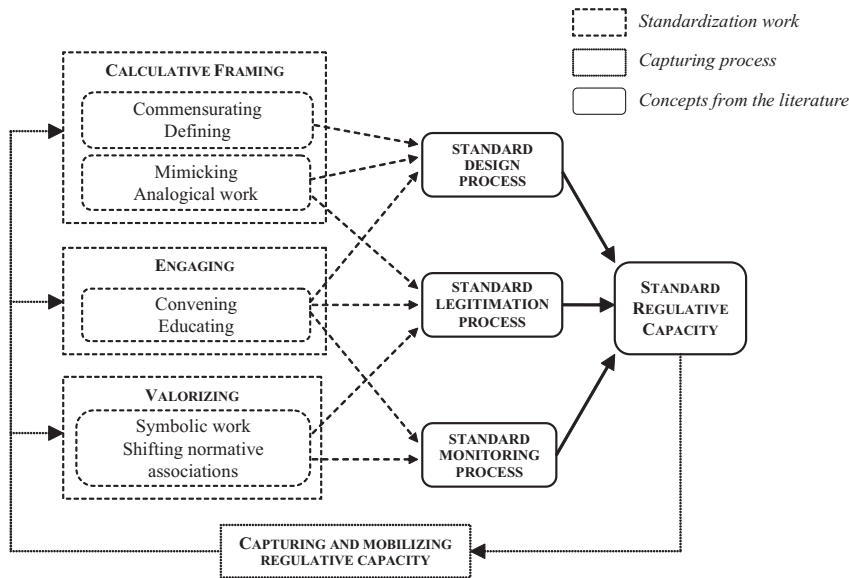 Standardization work
Capturing process
Concepts from the literature
CALCULATIVE FRAMING
Commensurating
Defining
Mimicking
Analogical work
ENGAGING
Convening
Educating
VALORIZING
Symbolic work
Shifting normative
associations
STANDARD
DESIGN
PROCESS
STANDARD
LEGITIMATION
PROCESS
STANDARD
MONITORING
PROCESS
STANDARD
REGULATIVE
CAPACITY
CAPTURING AND MOBILIZING
REGULATIVE CAPACITY